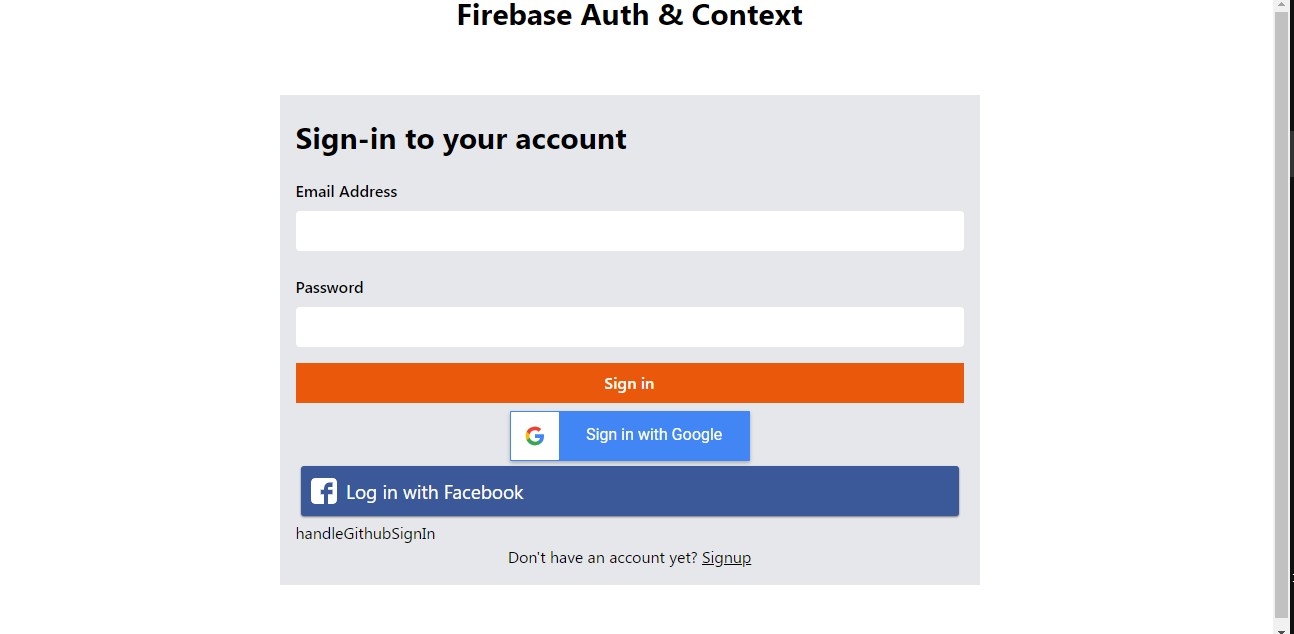 Firebase Auth & Context
Sign-in to your account
Email Address
Password
Sign in
Sign in with Google
Log in with Facebook
handleGithubSignIn
Don't have an account yet? Signup